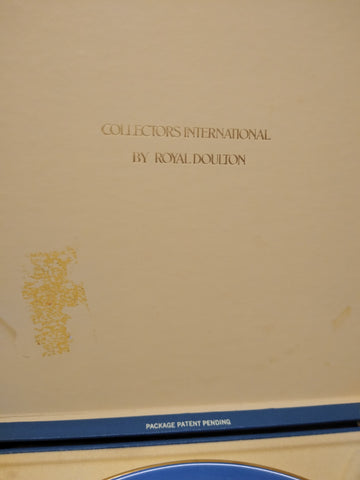 COLLECTORS INTERNATIONAL
BY ROYAL DOULTON
PACKAGE PATENT PENDING